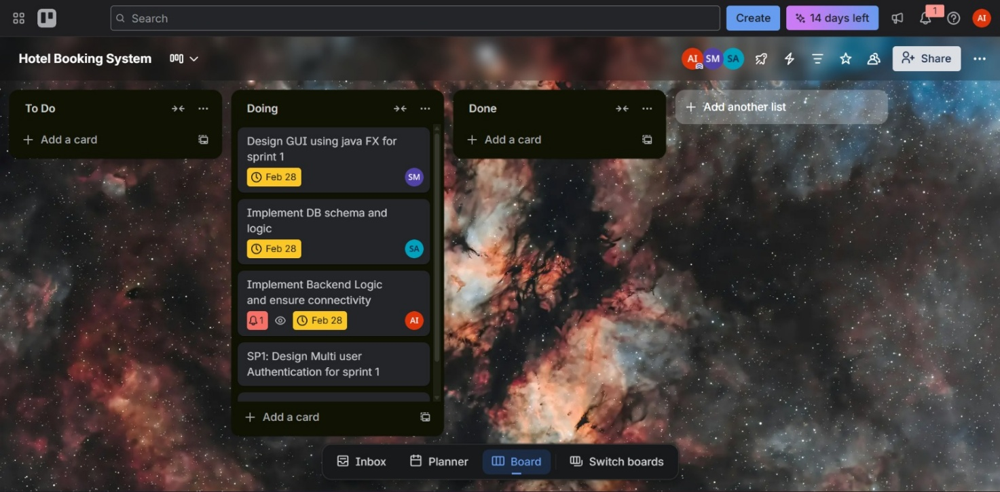 Search
Create
14 days left
1
AI
Hotel Booking System
AI
SM
SA
Share
To Do
Add a card
Doing
Design GUI using java FX for
sprint 1
Feb 28
SM
Implement DB schema and
logic
Feb 28
SA
Implement Backend Logic
and ensure connectivity
1
Feb 28
AI
SP1: Design Multi user
Authentication for sprint 1
Add a card
Done
Add a card
Add another list
Inbox
Planner
Board
Switch boards